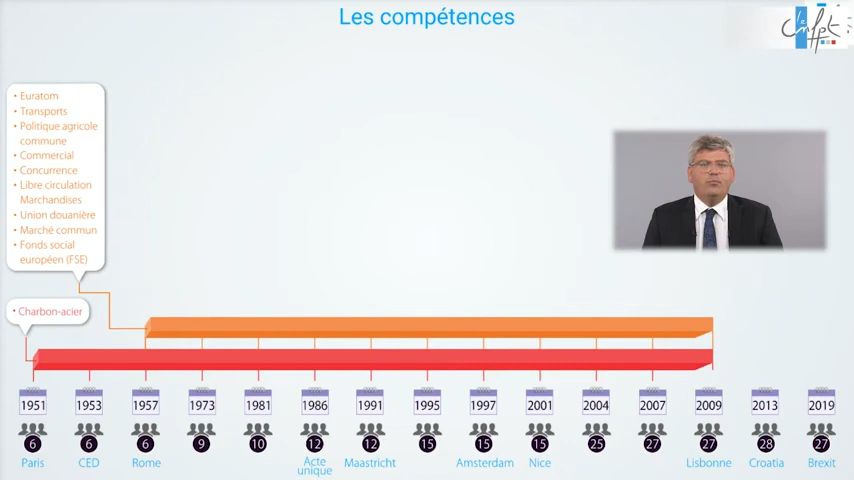 Les compétences
le cnfpt
• Euratom
• Transports
• Politique agricole
commune
• Commercial
• Concurrence
• Libre circulation
Marchandises
• Union douanière
• Marché commun
• Fonds social
européen (FSE)
• Charbon-acier
1951 1953 1957 1973 1981 1986 1991 1995 1997 2001 2004 2007 2009 2013 2019
6 6 6 9 10 12 12 15 15 15 25 27 27 28 27
Paris CED Rome Acte Maastricht Amsterdam Nice Lisbonne Croatia Brexit
unique